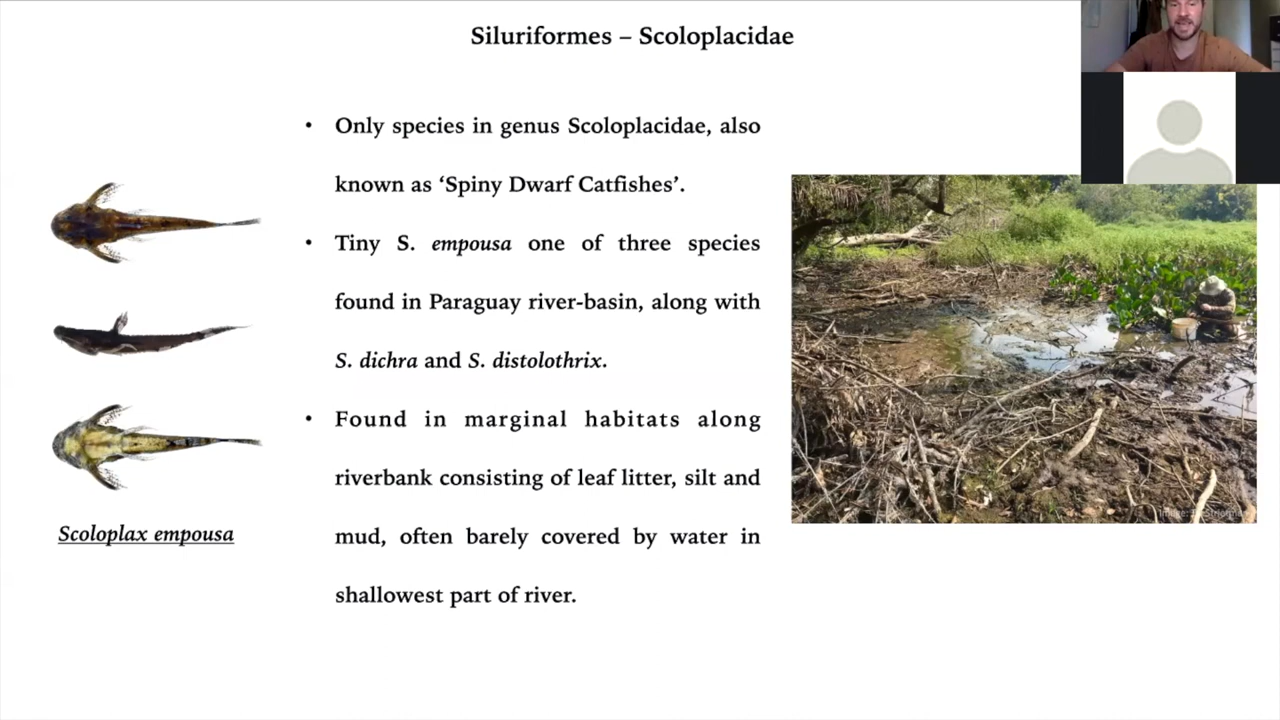 Siluriformes – Scoloplacidae
• Only species in genus Scoloplacidae, also
known as ‘Spiny Dwarf Catfishes’.
• Tiny S. empousa one of three species
found in Paraguay river-basin, along with
S. dichra and S. distolothrix.
• Found in marginal habitats along
riverbank consisting of leaf litter, silt and
mud, often barely covered by water in
shallowest part of river.
Scoloplax empousa
Image: